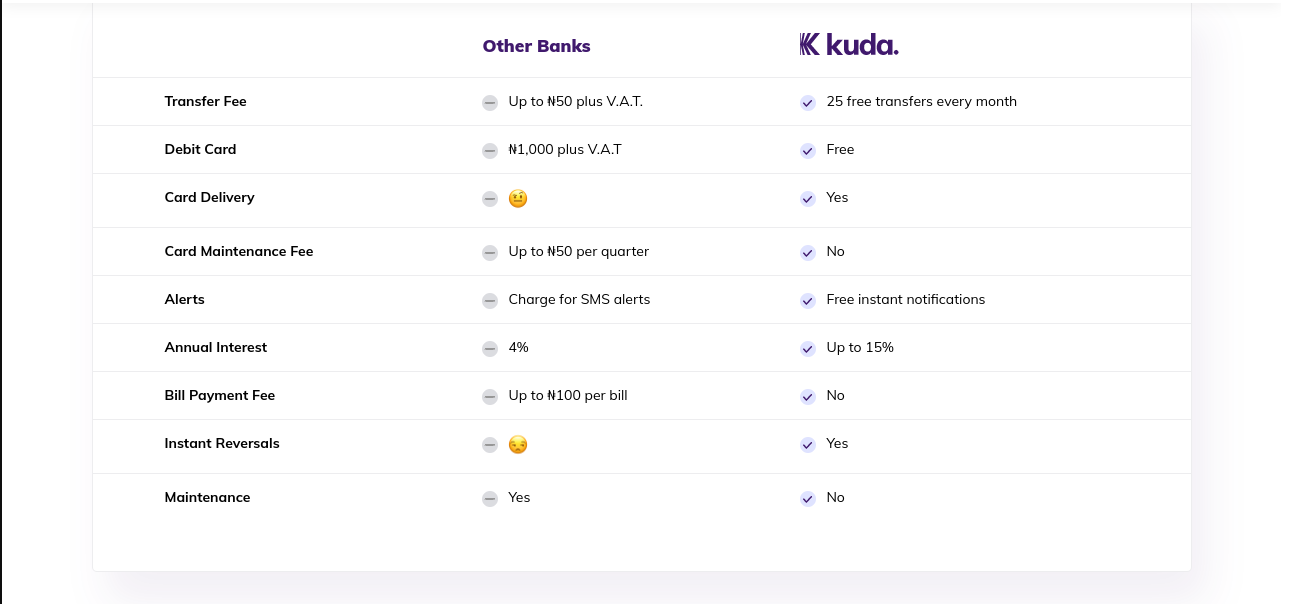 Other Banks kuda.
Transfer Fee Up to ₦50 plus V.A.T. 25 free transfers every month
Debit Card ₦1,000 plus V.A.T Free
Card Delivery 🤨 Yes
Card Maintenance Fee Up to ₦50 per quarter No
Alerts Charge for SMS alerts Free instant notifications
Annual Interest 4% Up to 15%
Bill Payment Fee Up to ₦100 per bill No
Instant Reversals 😒 Yes
Maintenance Yes No